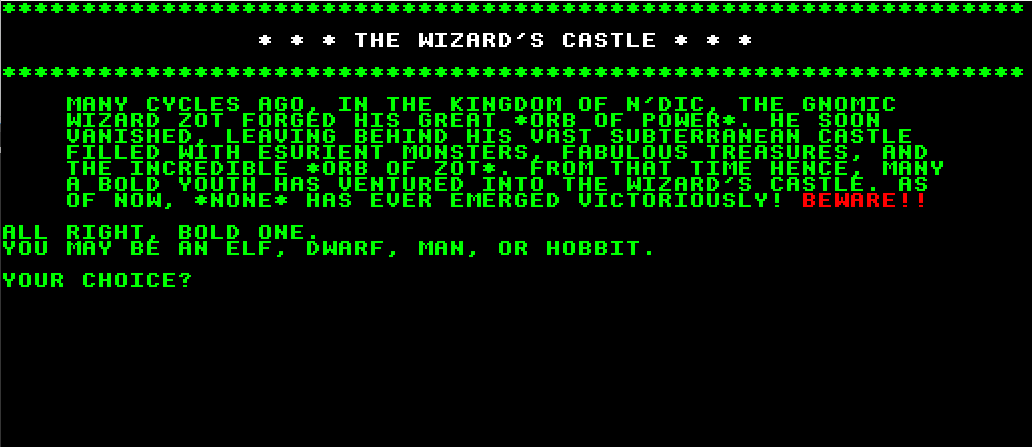 ****************************************************************
* * * THE WIZARD'S CASTLE * * *
****************************************************************
MANY CYCLES AGO, IN THE KINGDOM OF N'DIC, THE GNOMIC
WIZARD ZOT FORGED HIS GREAT *ORB OF POWER*. HE SOON
VANISHED, LEAVING BEHIND HIS VAST SUBTERRANEAN CASTLE
FILLED WITH ESURIENT MONSTERS, FABULOUS TREASURES, AND
THE INCREDIBLE *ORB OF ZOT*. FROM THAT TIME HENCE, MANY
A BOLD YOUTH HAS VENTURED INTO THE WIZARD'S CASTLE. AS
OF NOW, *NONE* HAS EVER EMERGED VICTORIOUSLY! BEWARE!!
ALL RIGHT, BOLD ONE.
YOU MAY BE AN ELF, DWARF, MAN, OR HOBBIT.
YOUR CHOICE?